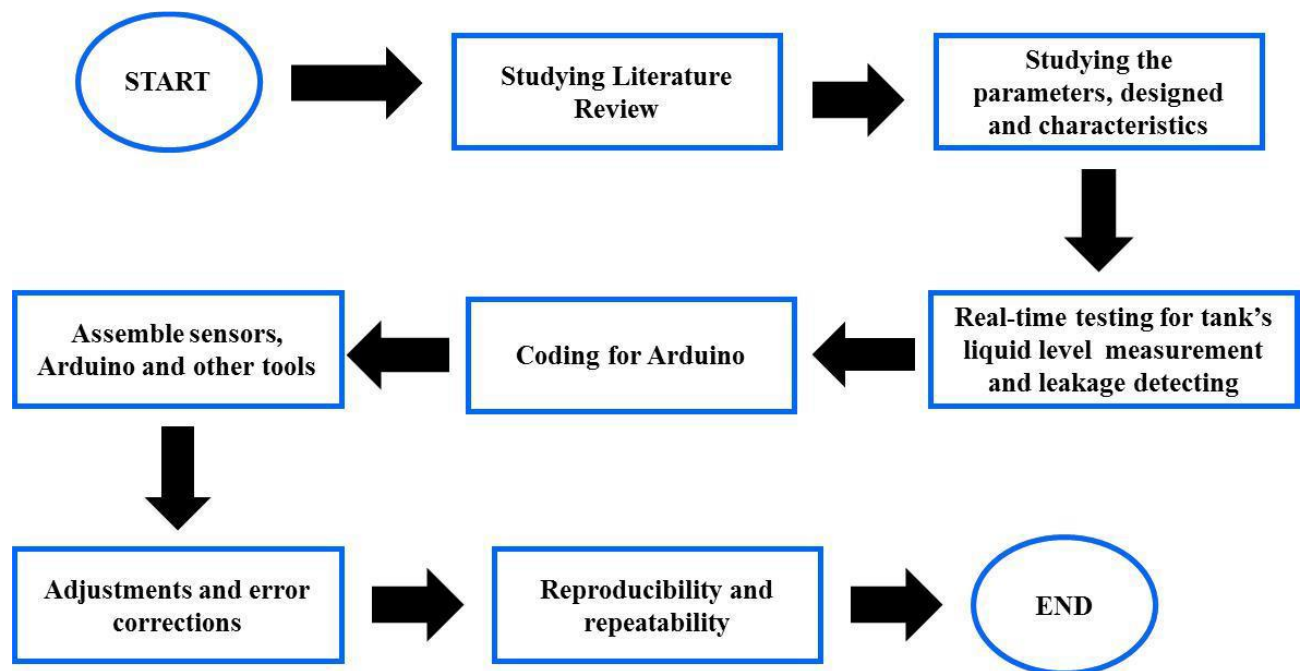 START
Studying Literature
Review
Studying the
parameters, designed
and characteristics
Real-time testing for tank's
liquid level measurement
and leakage detecting
Coding for Arduino
Assemble sensors,
Arduino and other tools
Adjustments and error
corrections
Reproducibility and
repeatability
END